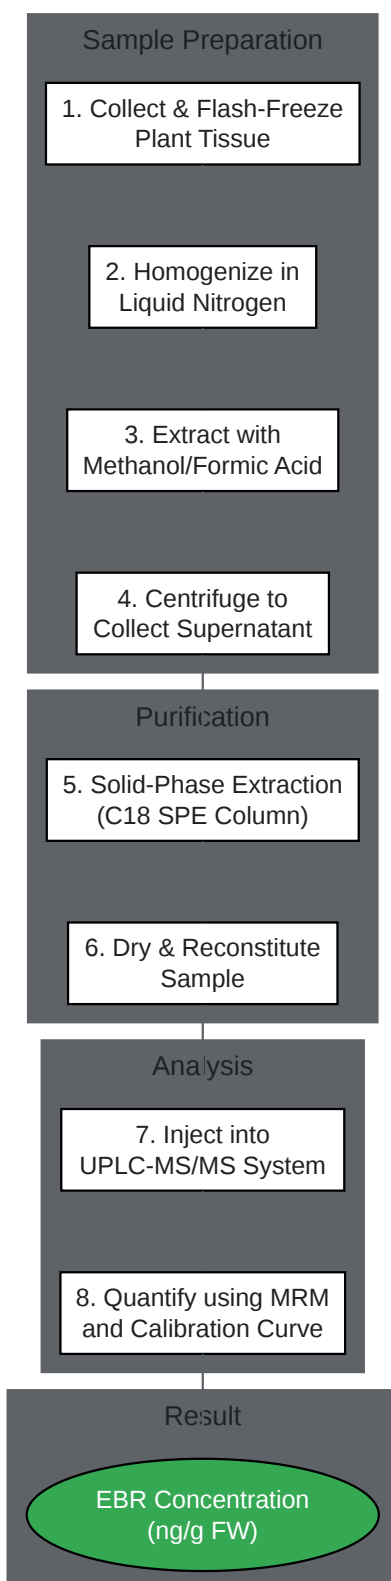 Sample Preparation
1. Collect & Flash-Freeze
Plant Tissue
2. Homogenize in
Liquid Nitrogen
3. Extract with
Methanol/Formic Acid
4. Centrifuge to
Collect Supernatant
Purification
5. Solid-Phase Extraction
(C18 SPE Column)
6. Dry & Reconstitute
Sample
Analysis
7. Inject into
UPLC-MS/MS System
8. Quantify using MRM
and Calibration Curve
Result
EBR Concentration
(ng/g FW)